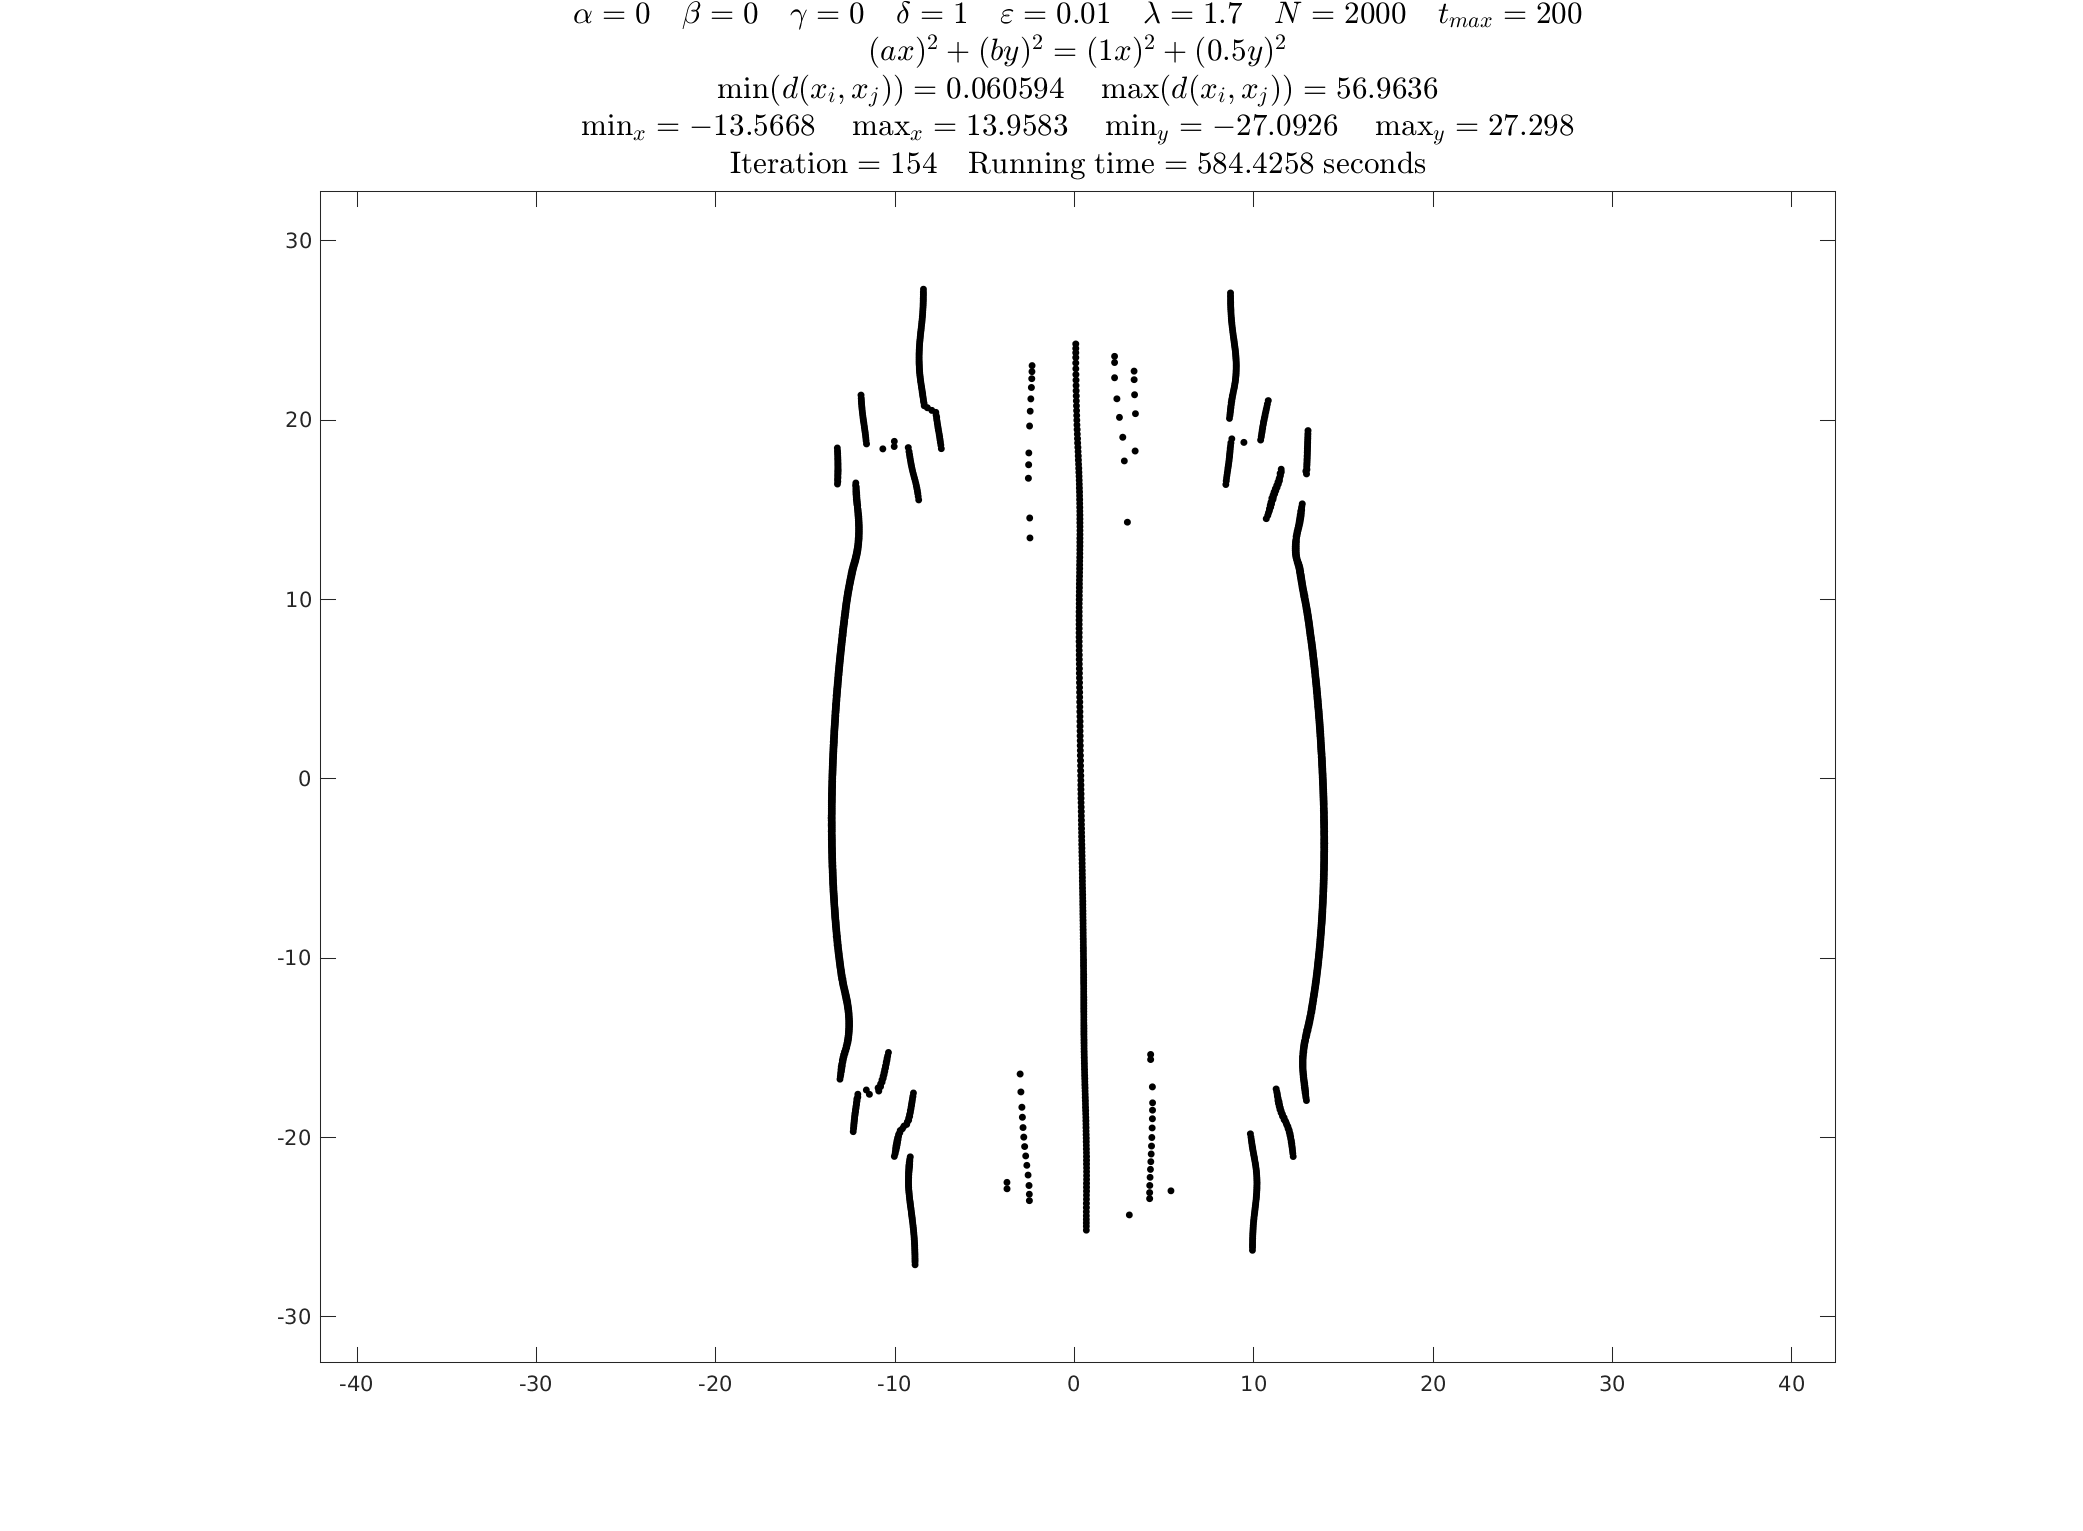 α = 0 β = 0 γ = 0 δ = 1 ε = 0.01 λ = 1.7 N = 2000 t_max = 200
(ax)² + (by)² = (1x)² + (0.5y)²
min(d(x_i, x_j)) = 0.060594 max(d(x_i, x_j)) = 56.9636
min_x = −13.5668 max_x = 13.9583 min_y = −27.0926 max_y = 27.298
Iteration = 154 Running time = 584.4258 seconds
30
20
10
0
-10
-20
-30
-40 -30 -20 -10 0 10 20 30 40